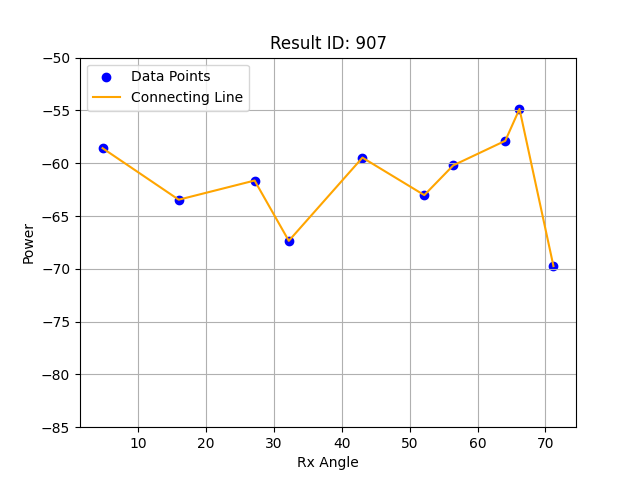 Result ID: 907
Data Points
Connecting Line
Power
−50
−55
−60
−65
−70
−75
−80
−85
10 20 30 40 50 60 70
Rx Angle